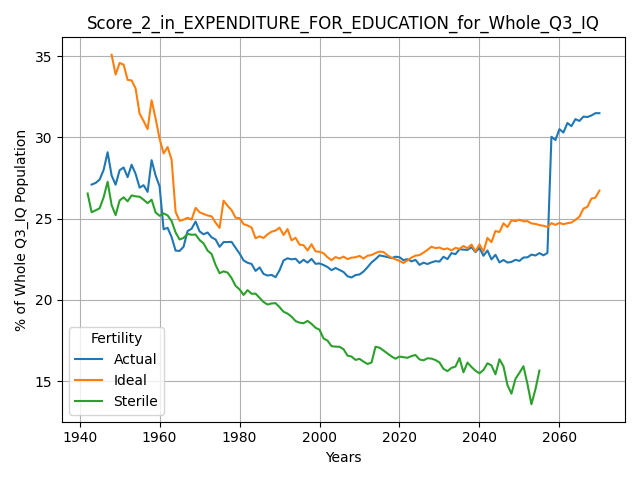 Score_2_in_EXPENDITURE_FOR_EDUCATION_for_Whole_Q3_IQ
% of Whole Q3_IQ Population
35
30
25
20
15
Fertility
Actual
Ideal
Sterile
1940 1960 1980 2000 2020 2040 2060
Years